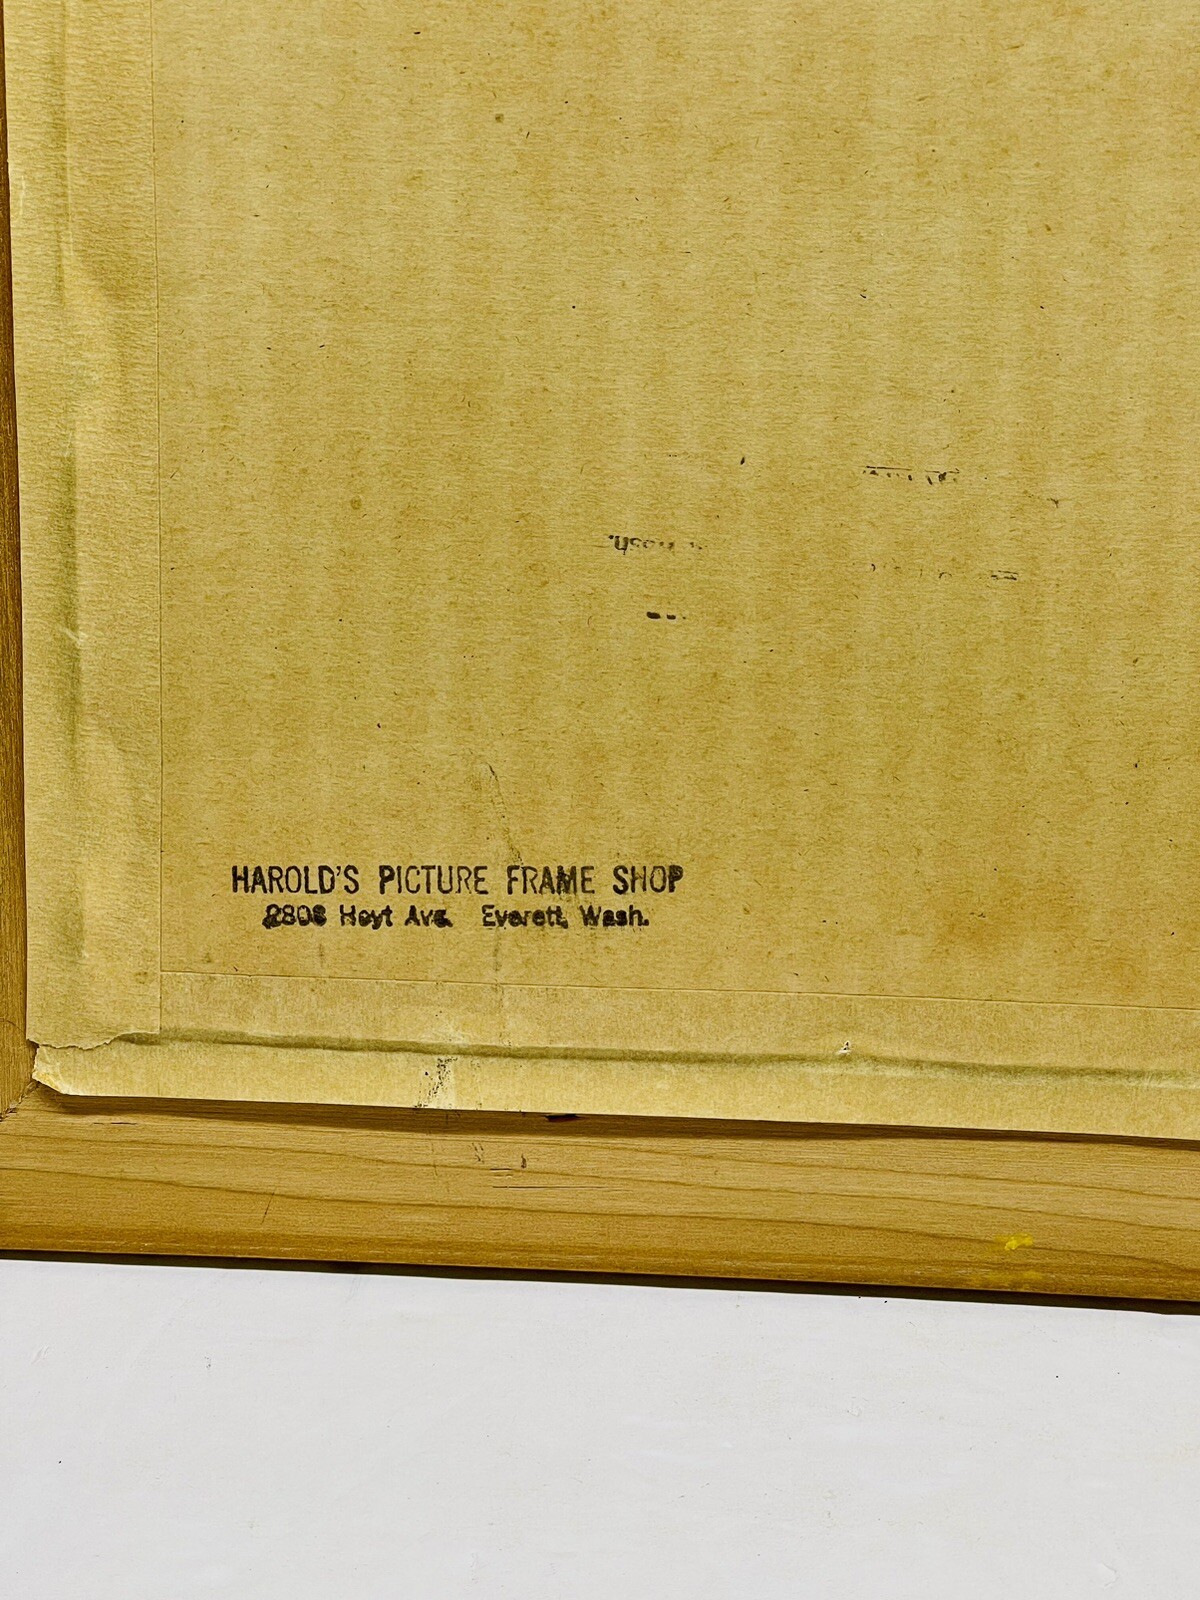 HAROLD'S PICTURE FRAME SHOP
2808 Hoyt Ave. Everett, Wash.